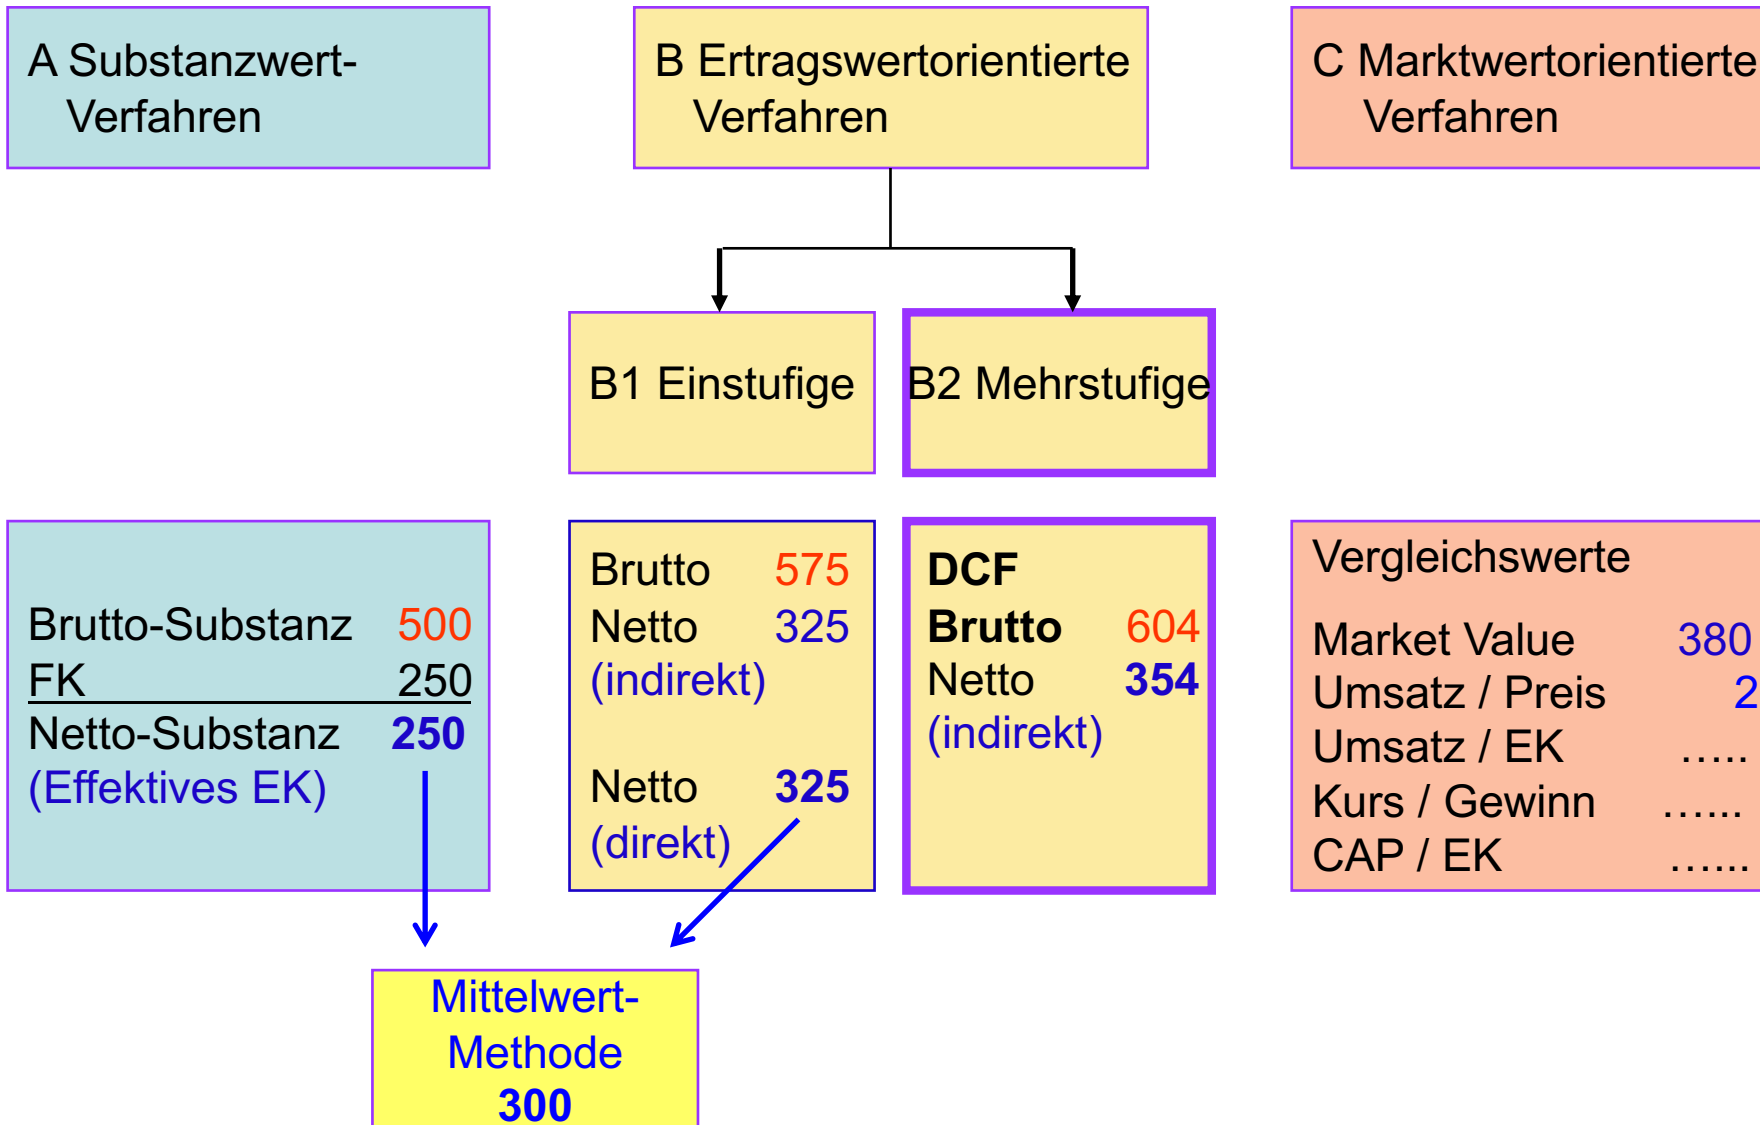 A Substanzwert-
Verfahren
B Ertragswertorientierte
Verfahren
C Marktwertorientierte
Verfahren
B1 Einstufige
B2 Mehrstufige
Brutto-Substanz 500
FK 250
Netto-Substanz 250
(Effektives EK)
Brutto 575
Netto 325
(indirekt)
Netto 325
(direkt)
DCF
Brutto 604
Netto 354
(indirekt)
Vergleichswerte
Market Value 380
Umsatz / Preis 2
Umsatz / EK …..
Kurs / Gewinn …...
CAP / EK …...
Mittelwert-
Methode
300